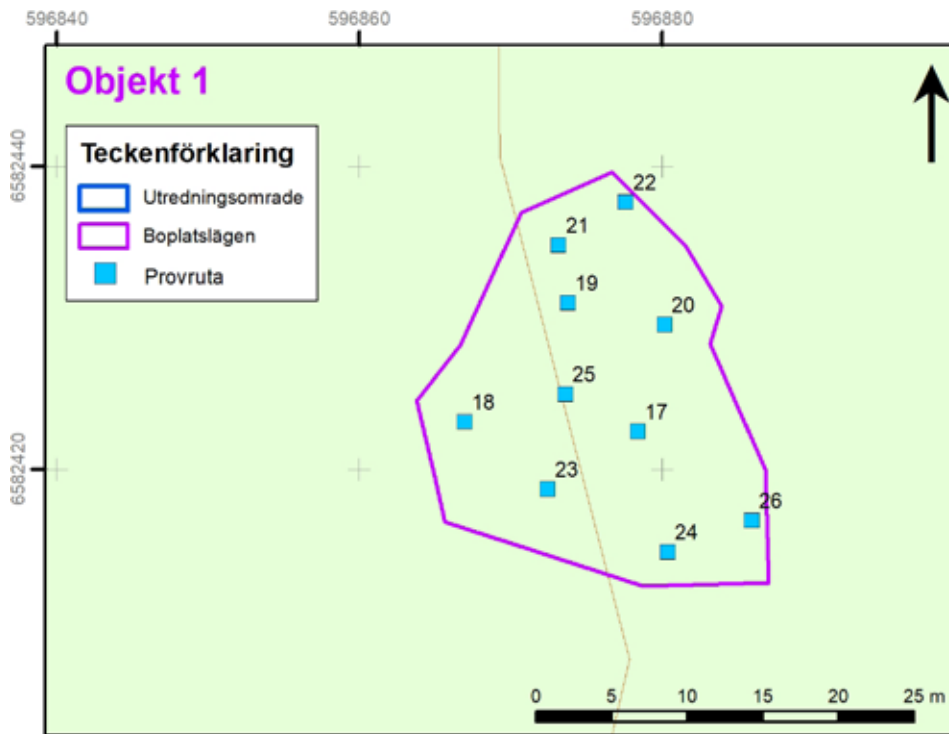 596840 596860 596880
Objekt 1
6582440
6582420
Teckenförklaring
Utredningsomrade
Boplatslägen
Provruta
22
21
19
20
25
18
17
23
26
24
0 5 10 15 20 25 m